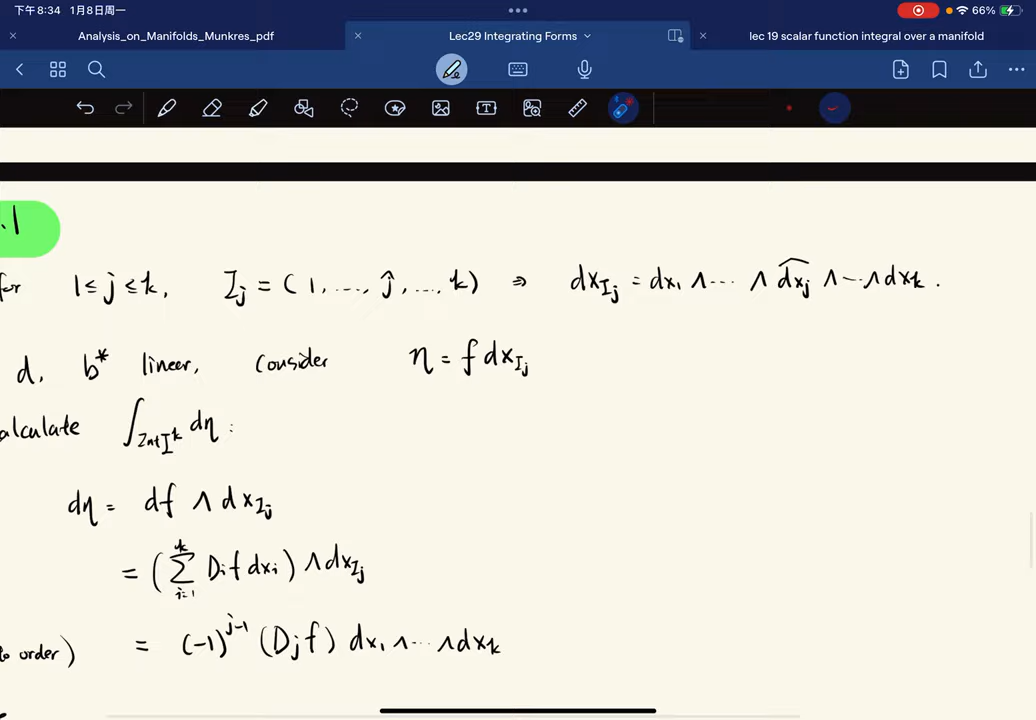 下午8:34 1月8日周一
66%
Analysis_on_Manifolds_Munkres_pdf
Lec29 Integrating Forms
lec 19 scalar function integral over a manifold
.1
for 1≤j≤k, I_j = (1,...,ĵ,...,k) ⇒ dx_{I_j} = dx_1 ∧ ··· ∧ \widehat{dx_j} ∧ ··· ∧ dx_k.
d, b* linear, consider η = f dx_{I_j}
alculate ∫_{Int I^k} dη :
dη = df ∧ dx_{I_j}
= (∑_{i=1}^{k} D_i f dx_i) ∧ dx_{I_j}
to order) = (-1)^{j-1} (D_j f) dx_1 ∧ ··· ∧ dx_k